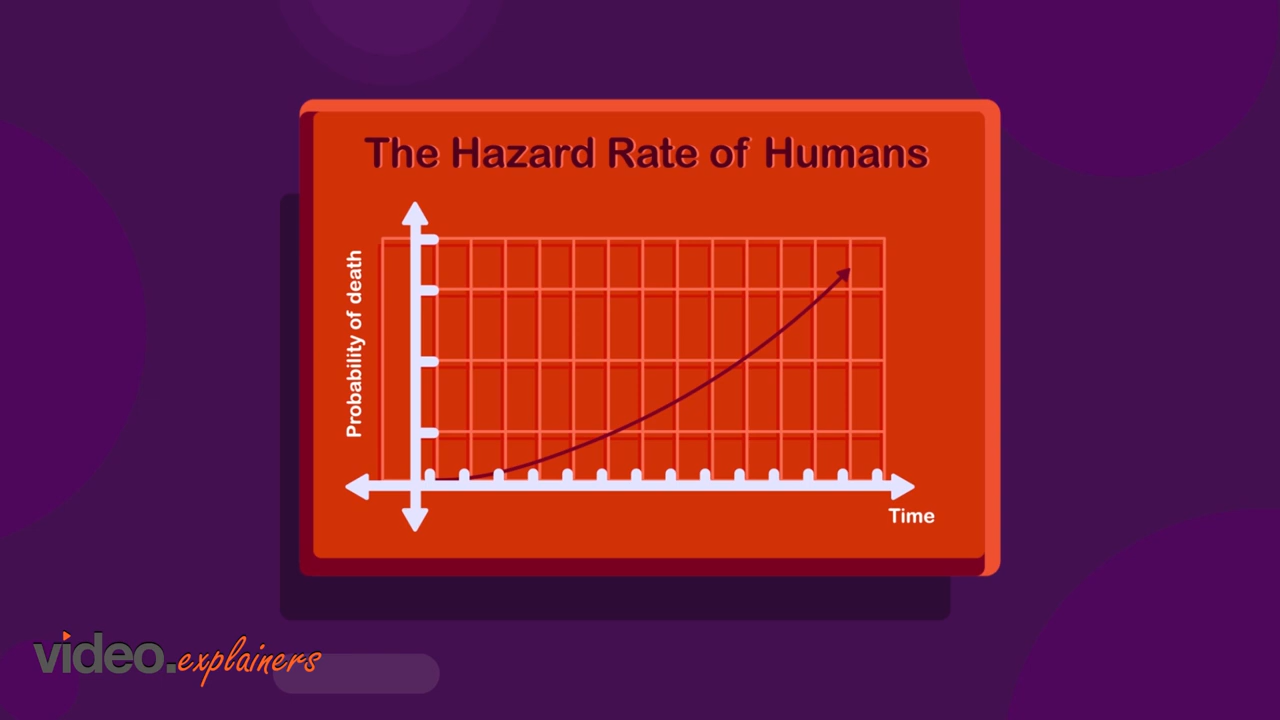 The Hazard Rate of Humans
Probability of death
Time
video.explainers